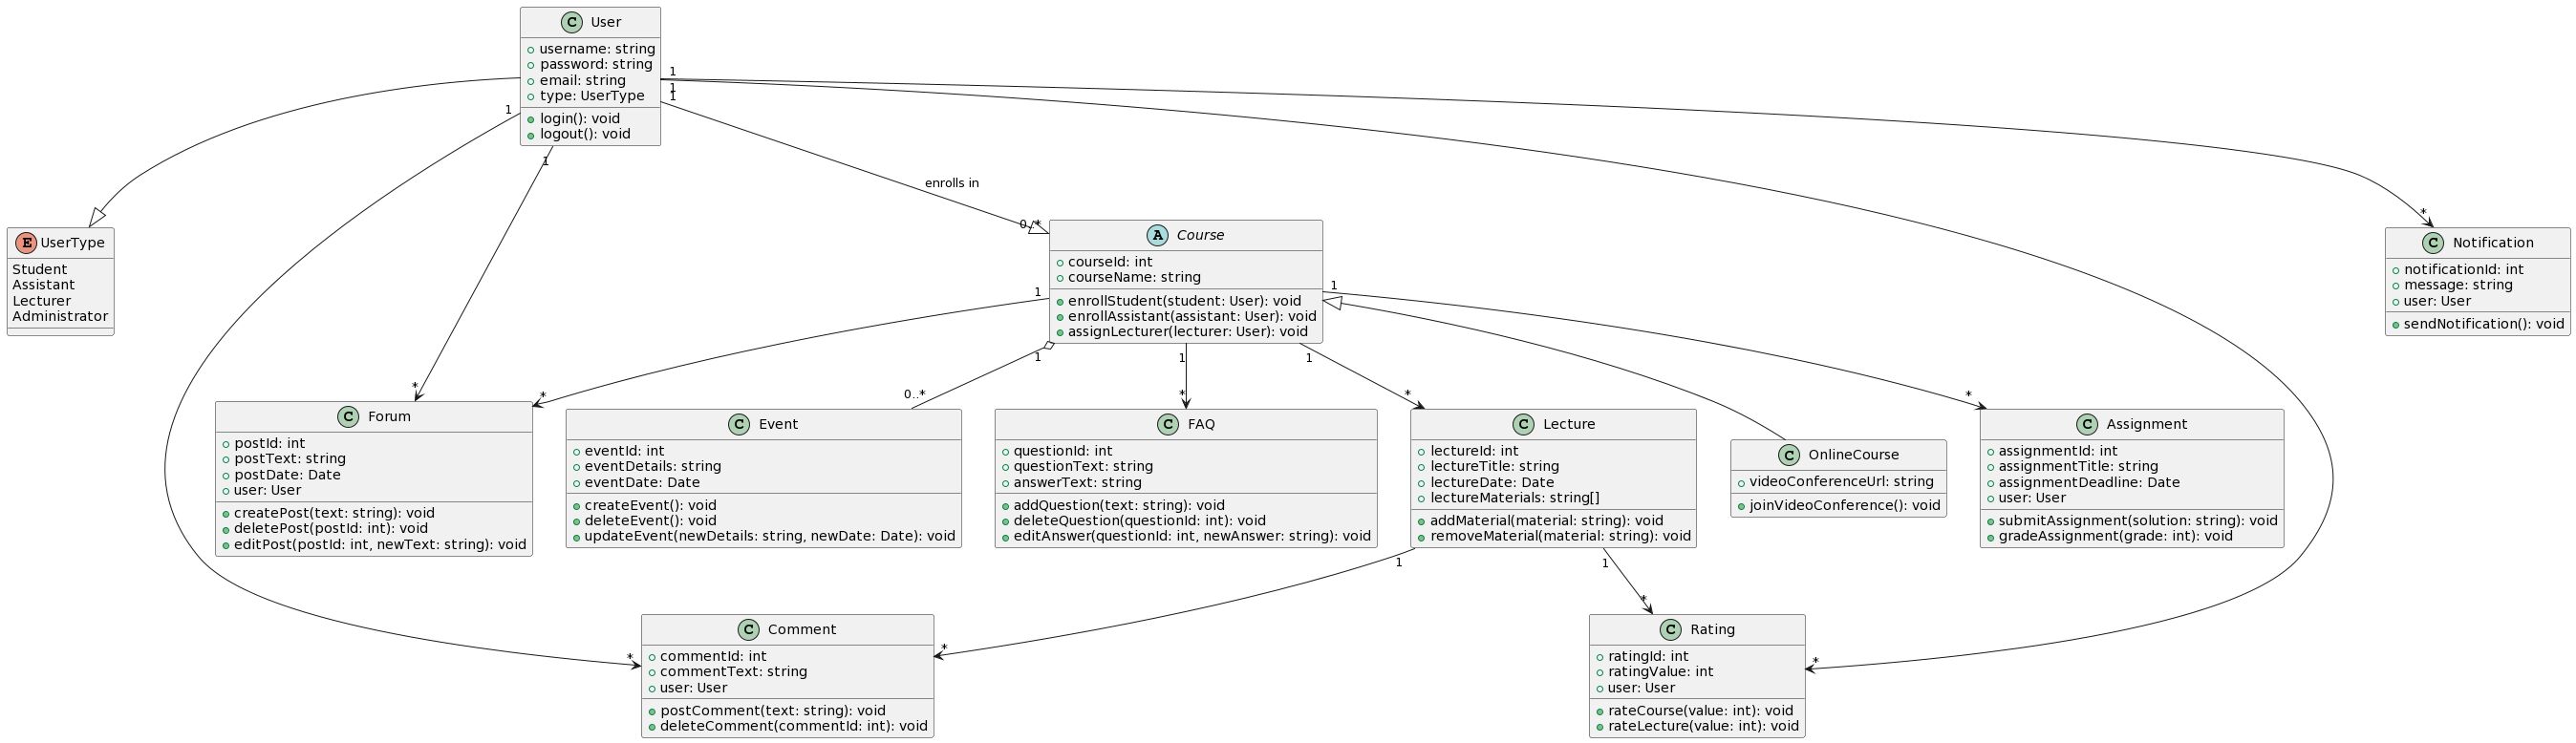 C User
username: string
password: string
email: string
type: UserType
login(): void
logout(): void
1
1
1
1
1
enrolls in
E UserType
Student
Assistant
Lecturer
Administrator
0..*
A Course
courseId: int
courseName: string
enrollStudent(student: User): void
enrollAssistant(assistant: User): void
assignLecturer(lecturer: User): void
1
1
1
1
1
*
C Notification
notificationId: int
message: string
user: User
sendNotification(): void
*
*
C Forum
postId: int
postText: string
postDate: Date
user: User
createPost(text: string): void
deletePost(postId: int): void
editPost(postId: int, newText: string): void
0..*
C Event
eventId: int
eventDetails: string
eventDate: Date
createEvent(): void
deleteEvent(): void
updateEvent(newDetails: string, newDate: Date): void
*
C FAQ
questionId: int
questionText: string
answerText: string
addQuestion(text: string): void
deleteQuestion(questionId: int): void
editAnswer(questionId: int, newAnswer: string): void
*
C Lecture
lectureId: int
lectureTitle: string
lectureDate: Date
lectureMaterials: string[]
addMaterial(material: string): void
removeMaterial(material: string): void
1
1
C OnlineCourse
videoConferenceUrl: string
joinVideoConference(): void
*
C Assignment
assignmentId: int
assignmentTitle: string
assignmentDeadline: Date
user: User
submitAssignment(solution: string): void
gradeAssignment(grade: int): void
*
*
C Comment
commentId: int
commentText: string
user: User
postComment(text: string): void
deleteComment(commentId: int): void
*
*
C Rating
ratingId: int
ratingValue: int
user: User
rateCourse(value: int): void
rateLecture(value: int): void